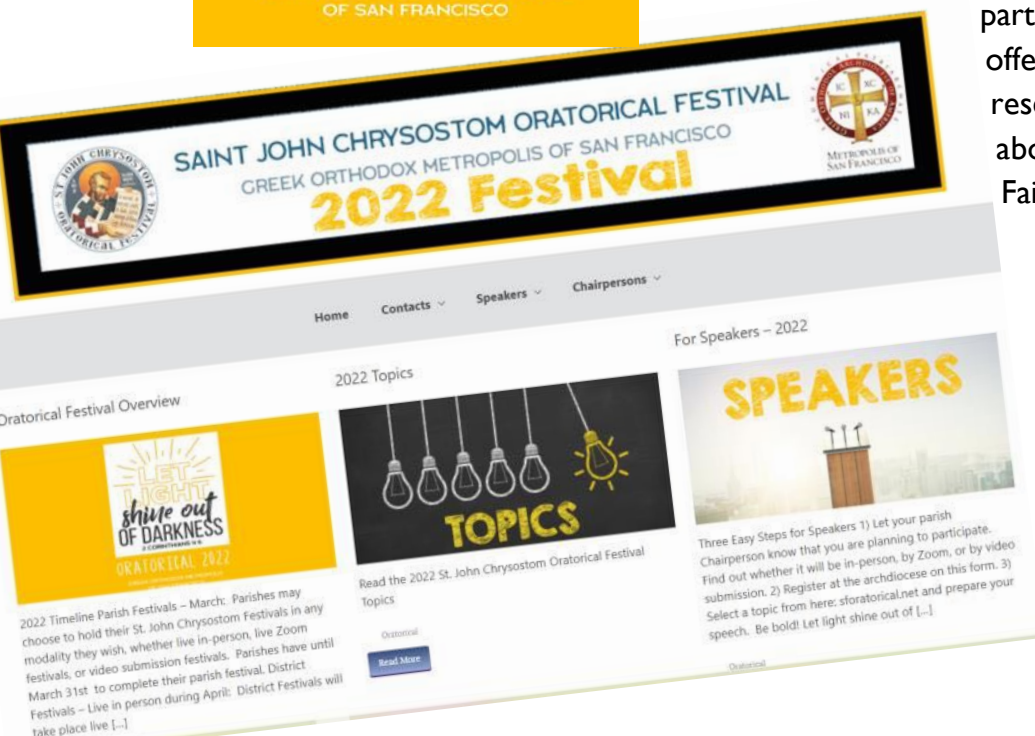 OF SAN FRANCISCO
SAINT JOHN CHRYSOSTOM ORATORICAL FESTIVAL
GREEK ORTHODOX METROPOLIS OF SAN FRANCISCO
2022 Festival
ST JOHN CHRYSOSTOM
ORATORICAL FESTIVAL
IC XC
NI KA
METROPOLIS OF
SAN FRANCISCO
Home Contacts Speakers Chairpersons
Oratorical Festival Overview
LET
LIGHT
shine out
OF DARKNESS
2 CORINTHIANS 4:6
ORATORICAL 2022
2022 Timeline Parish Festivals – March: Parishes may
choose to hold their St. John Chrysostom Festivals in any
modality they wish, whether live in-person, live Zoom
festivals, or video submission festivals. Parishes have until
March 31st to complete their parish festival. District
Festivals – Live in person during April: District Festivals will
take place live [...]
2022 Topics
TOPICS
Read the 2022 St. John Chrysostom Oratorical Festival
Topics
Oratorical
Read More
For Speakers – 2022
SPEAKERS
Three Easy Steps for Speakers 1) Let your parish
Chairperson know that you are planning to participate.
Find out whether it will be in-person, by Zoom, or by video
submission. 2) Register at the archdiocese on this form. 3)
Select a topic from here: sforatorical.net and prepare your
speech. Be bold! Let light shine out of [...]
Oratorical
part
offe
res
abo
Fai